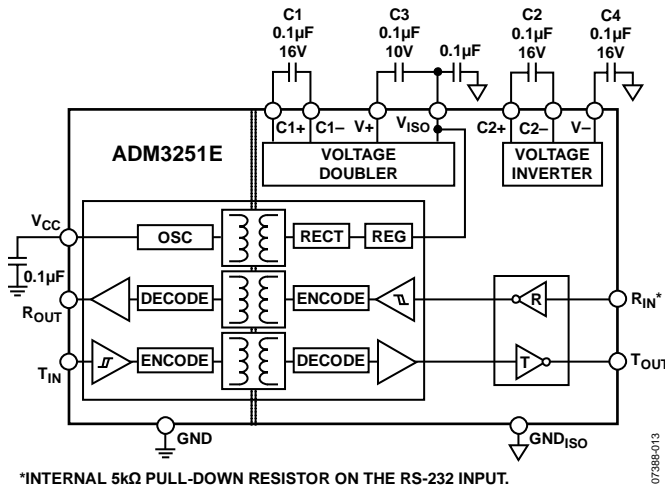 C1
0.1µF
16V
C3
0.1µF
10V
0.1µF
C2
0.1µF
16V
C4
0.1µF
16V
C1+
C1–
V+
VISO
C2+
C2–
V–
ADM3251E
VOLTAGE
DOUBLER
VOLTAGE
INVERTER
VCC
0.1µF
OSC
RECT
REG
ROUT
DECODE
ENCODE
R
RIN*
TIN
ENCODE
DECODE
T
TOUT
GND
GNDISO
*INTERNAL 5kΩ PULL-DOWN RESISTOR ON THE RS-232 INPUT.
07388-013